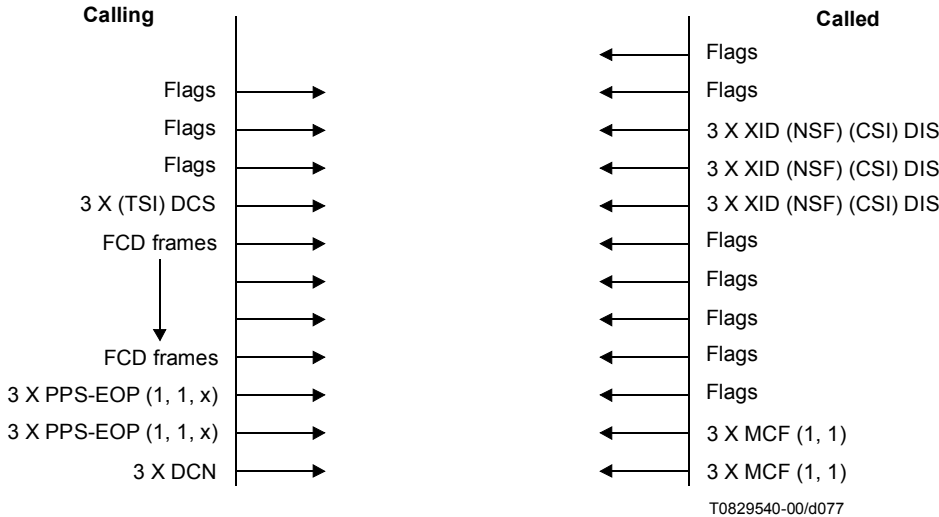 Calling Called
Flags
Flags Flags
Flags 3 X XID (NSF) (CSI) DIS
Flags 3 X XID (NSF) (CSI) DIS
3 X (TSI) DCS 3 X XID (NSF) (CSI) DIS
FCD frames Flags
Flags
Flags
FCD frames Flags
3 X PPS-EOP (1, 1, x) Flags
3 X PPS-EOP (1, 1, x) 3 X MCF (1, 1)
3 X DCN 3 X MCF (1, 1)
T0829540-00/d077